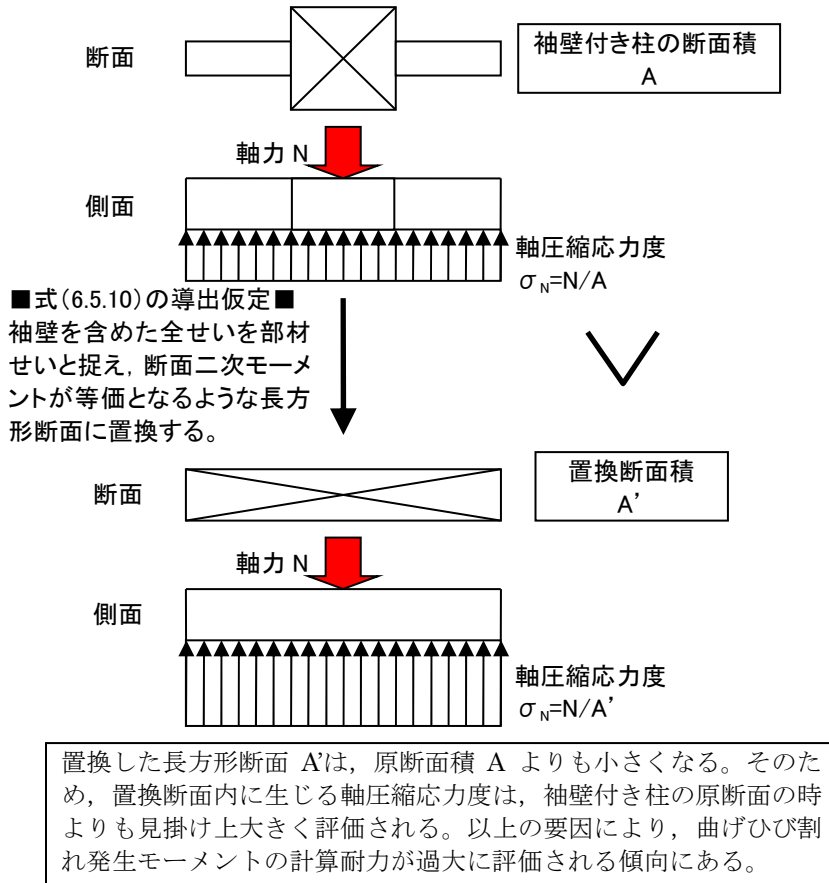 断面
袖壁付き柱の断面積
A
軸力 N
側面
軸圧縮応力度
σN=N/A
■式(6.5.10)の導出仮定■
袖壁を含めた全せいを部材
せいと捉え,断面二次モーメ
ントが等価となるような長方
形断面に置換する。
断面
置換断面積
A’
軸力 N
側面
軸圧縮応力度
σN=N/A’
置換した長方形断面 A’は,原断面積 A よりも小さくなる。そのた
め,置換断面内に生じる軸圧縮応力度は,袖壁付き柱の原断面の時
よりも見掛け上大きく評価される。以上の要因により,曲げひび割
れ発生モーメントの計算耐力が過大に評価される傾向にある。